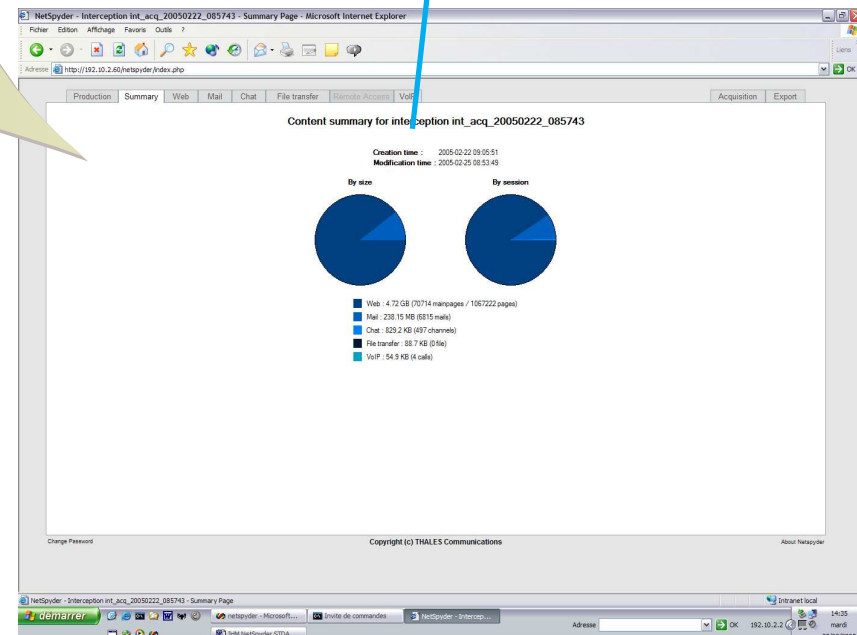 NetSpyder - Interception int_acq_20050222_085743 - Summary Page - Microsoft Internet Explorer
Fichier Edition Affichage Favoris Outils ?
Liens
Adresse http://192.10.2.60/netspyder/index.php OK
Production Summary Web Mail Chat File transfer Remote Access VoIP Acquisition Export
Content summary for interception int_acq_20050222_085743
Creation time : 2005-02-22 09:05:51
Modification time : 2005-02-25 08:53:49
By size By session
Web : 4.72 GB (70714 mainpages / 1067222 pages)
Mail : 238.15 MB (6815 mails)
Chat : 829.2 KB (497 channels)
File transfer : 88.7 KB (0 file)
VoIP : 54.9 KB (4 calls)
Change Password Copyright (c) THALES Communications About Netspyder
NetSpyder - Interception int_acq_20050222_085743 - Summary Page Intranet local
démarrer netspyder - Microsoft... Invite de commandes NetSpyder - Intercep... Adresse OK 192.10.2.2 14:35
mardi
IHM NetSpyder STDA